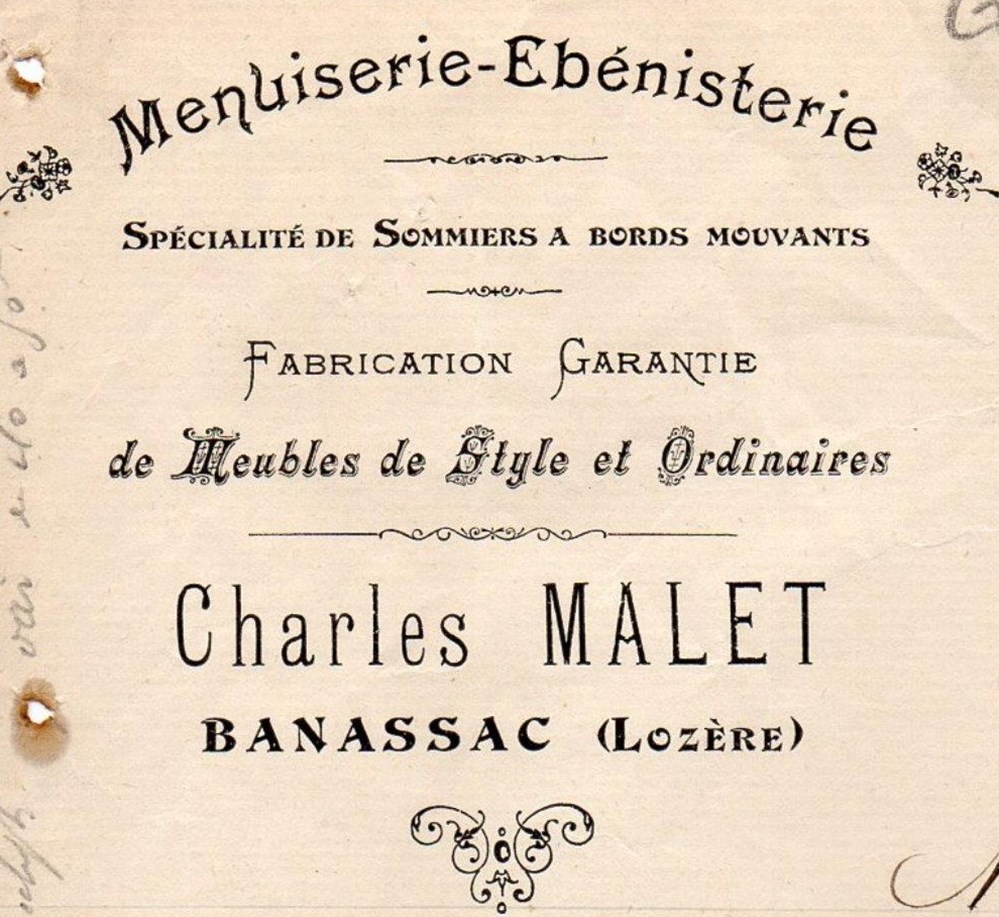 Menuiserie-Ebénisterie
SPÉCIALITÉ DE SOMMIERS A BORDS MOUVANTS
FABRICATION GARANTIE
de Meubles de Style et Ordinaires
Charles MALET
BANASSAC (LOZÈRE)